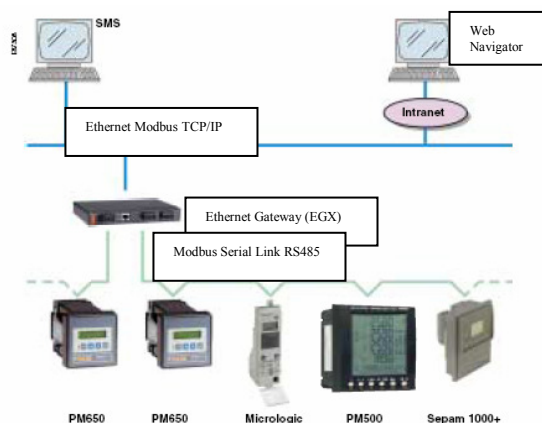 SMS
Web
Navigator
Ethernet Modbus TCP/IP
Intranet
Ethernet Gateway (EGX)
Modbus Serial Link RS485
PM650
PM650
Micrologic
PM500
Sepam 1000+